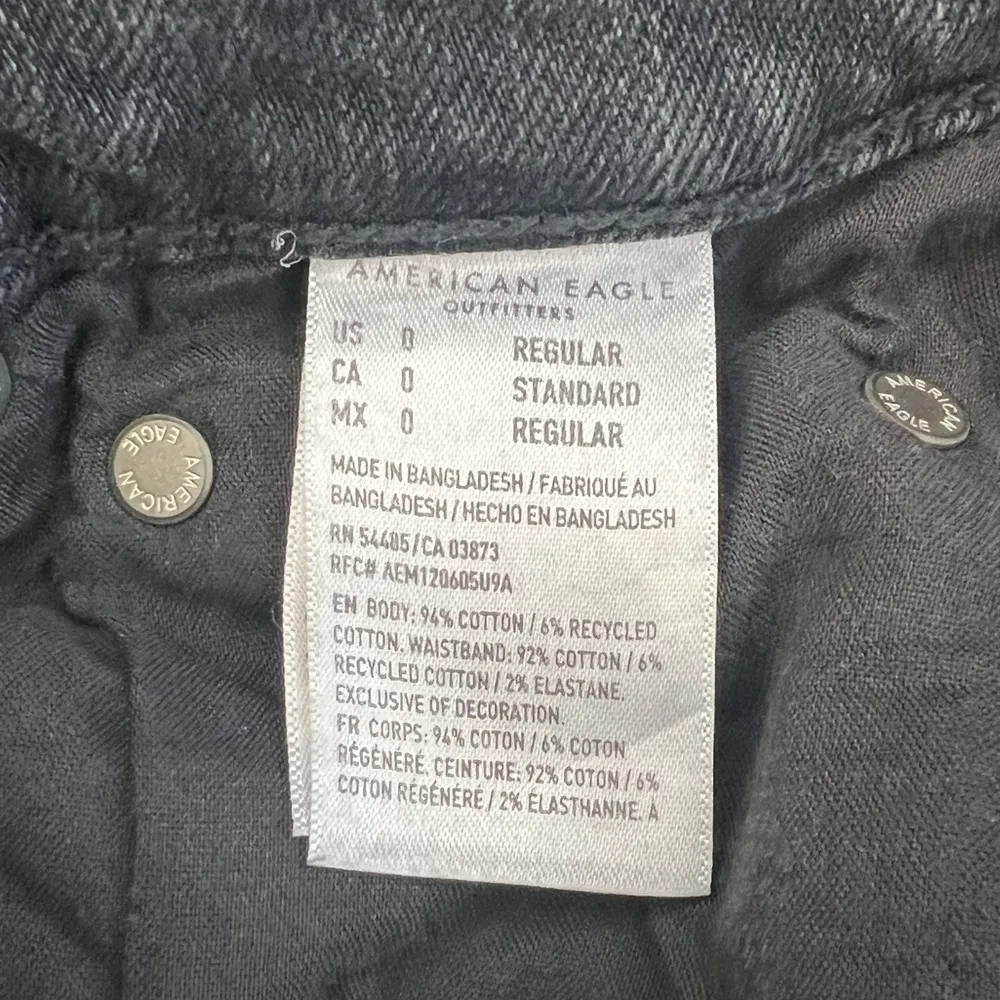 AMERICAN EAGLE
OUTFITTERS
US 0 REGULAR
CA 0 STANDARD
MX 0 REGULAR
MADE IN BANGLADESH / FABRIQUÉ AU
BANGLADESH / HECHO EN BANGLADESH
RN 54485/CA 03873
RFC# AEM120605U9A
EN BODY: 94% COTTON / 6% RECYCLED
COTTON. WAISTBAND: 92% COTTON / 6%
RECYCLED COTTON / 2% ELASTANE.
EXCLUSIVE OF DECORATION.
FR CORPS: 94% COTON / 6% COTON
RÉGÉNÉRÉ. CEINTURE: 92% COTON / 6%
COTON RÉGÉNÉRÉ / 2% ÉLASTHANNE. À
AMERICAN
EAGLE
AMERICAN
EAGLE